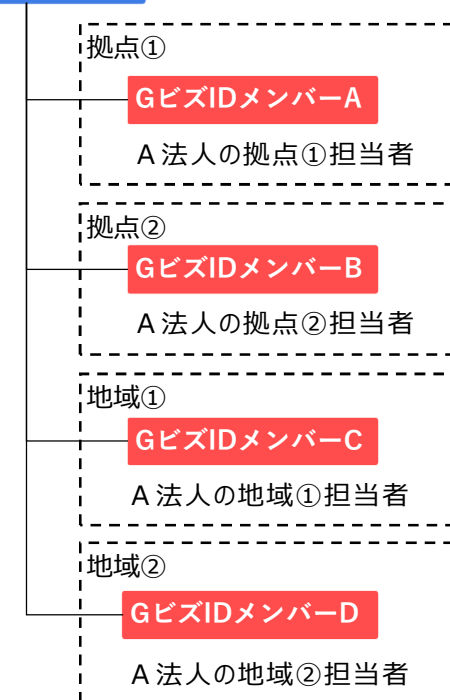 拠点①
GビズIDメンバーA
A法人の拠点①担当者
拠点②
GビズIDメンバーB
A法人の拠点②担当者
地域①
GビズIDメンバーC
A法人の地域①担当者
地域②
GビズIDメンバーD
A法人の地域②担当者